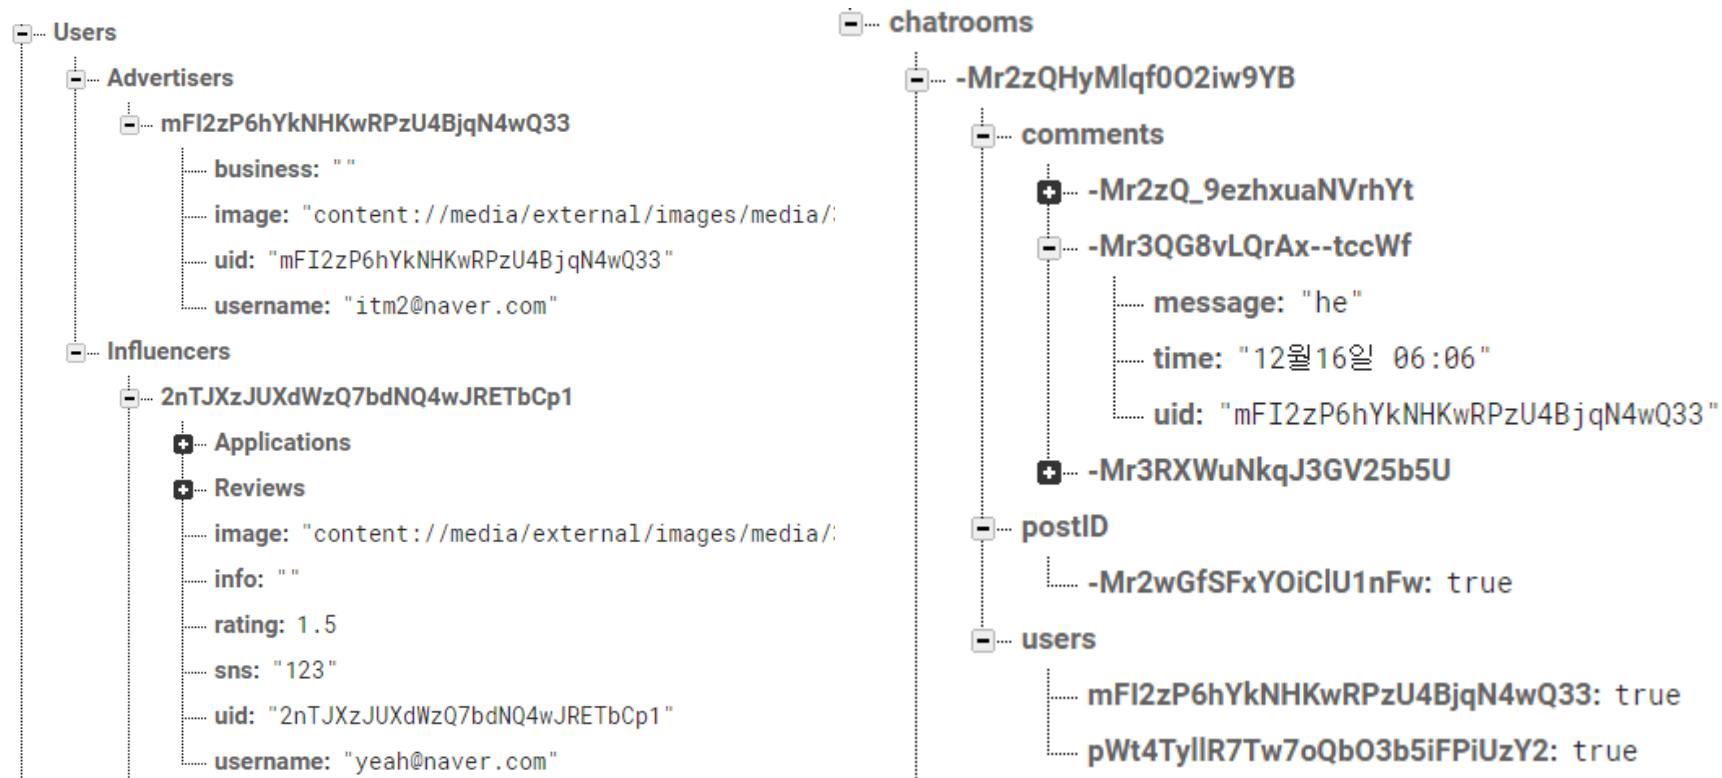 Users
Advertisers
mFI2zP6hYkNHKwRPzU4BjqN4wQ33
business: ""
image: "content://media/external/images/media/
uid: "mFI2zP6hYkNHKwRPzU4BjqN4wQ33"
username: "itm2@naver.com"
Influencers
2nTJXzJUXdWzQ7bdNQ4wJRETbCp1
Applications
Reviews
image: "content://media/external/images/media/
info: ""
rating: 1.5
sns: "123"
uid: "2nTJXzJUXdWzQ7bdNQ4wJRETbCp1"
username: "yeah@naver.com"
chatrooms
-Mr2zQHyMlqf0O2iw9YB
comments
-Mr2zQ_9ezhxuaNVrhYt
-Mr3QG8vLQrAx--tccWf
message: "he"
time: "12월16일 06:06"
uid: "mFI2zP6hYkNHKwRPzU4BjqN4wQ33"
-Mr3RXWuNkqJ3GV25b5U
postID
-Mr2wGfSFxYOiClU1nFw: true
users
mFI2zP6hYkNHKwRPzU4BjqN4wQ33: true
pWt4TyllR7Tw7oQbO3b5iFPiUzY2: true